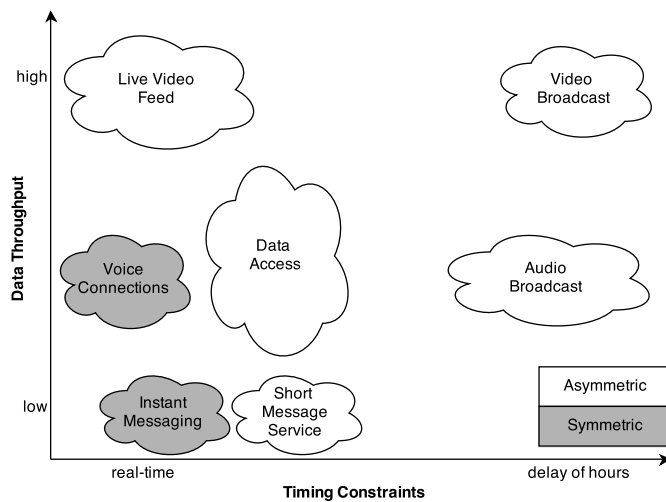 high
Live Video
Feed
Video
Broadcast
Data Throughput
Voice
Connections
Data
Access
Audio
Broadcast
low
Instant
Messaging
Short
Message
Service
Asymmetric
Symmetric
real-time
delay of hours
Timing Constraints